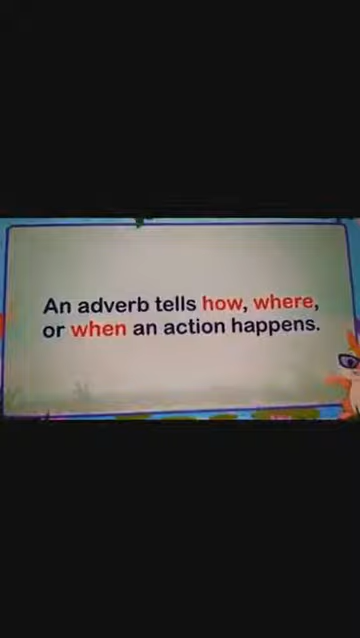 An adverb tells how, where,
or when an action happens.